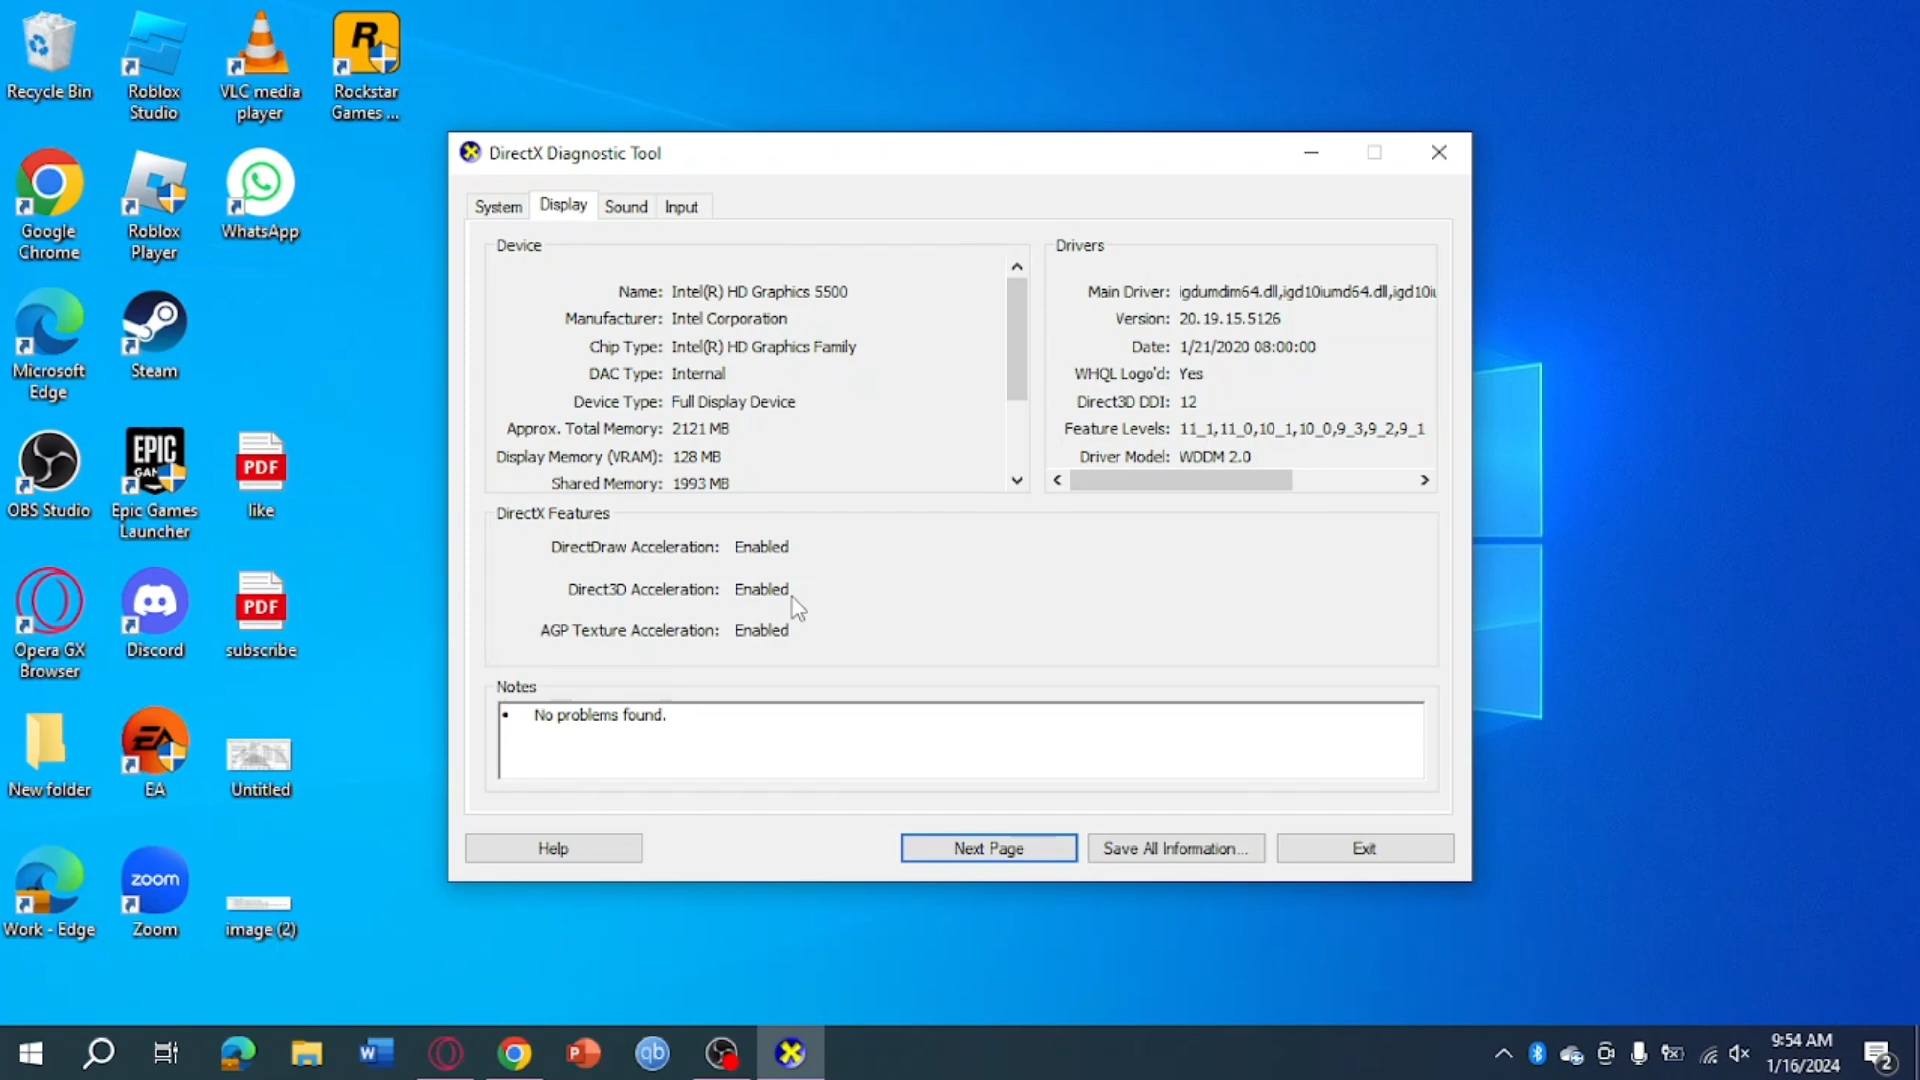 Recycle Bin
Roblox
Studio
VLC media
player
Rockstar
Games ...
Google
Chrome
Roblox
Player
WhatsApp
Microsoft
Edge
Steam
OBS Studio
EPIC
Epic Games
Launcher
PDF
like
Opera GX
Browser
Discord
PDF
subscribe
New folder
EA
EA
Untitled
Work - Edge
zoom
Zoom
image (2)
DirectX Diagnostic Tool
System
Display
Sound
Input
Device
Name: Intel(R) HD Graphics 5500
Manufacturer: Intel Corporation
Chip Type: Intel(R) HD Graphics Family
DAC Type: Internal
Device Type: Full Display Device
Approx. Total Memory: 2121 MB
Display Memory (VRAM): 128 MB
Shared Memory: 1993 MB
Drivers
Main Driver: igdumdim64.dll,igd10iumd64.dll,igd10iu
Version: 20.19.15.5126
Date: 1/21/2020 08:00:00
WHQL Logo'd: Yes
Direct3D DDI: 12
Feature Levels: 11_1,11_0,10_1,10_0,9_3,9_2,9_1
Driver Model: WDDM 2.0
DirectX Features
DirectDraw Acceleration: Enabled
Direct3D Acceleration: Enabled
AGP Texture Acceleration: Enabled
Notes
• No problems found.
Help
Next Page
Save All Information...
Exit
9:54 AM
1/16/2024
2